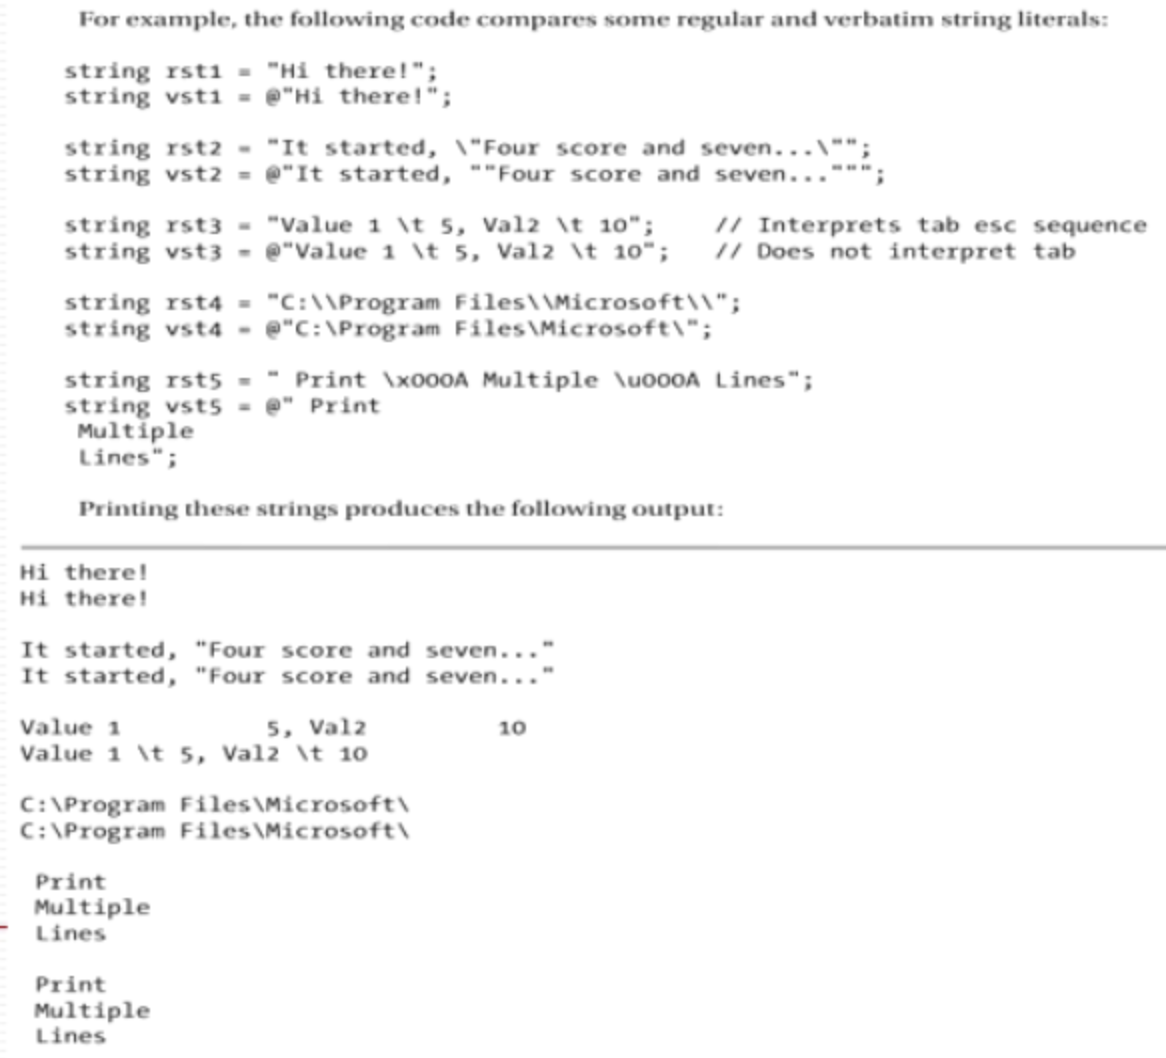 For example, the following code compares some regular and verbatim string literals:
string rst1 = "Hi there!";
string vst1 = @"Hi there!";
string rst2 = "It started, \"Four score and seven...\"";
string vst2 = @"It started, ""Four score and seven...""";
string rst3 = "Value 1 \t 5, Val2 \t 10";    // Interprets tab esc sequence
string vst3 = @"Value 1 \t 5, Val2 \t 10";   // Does not interpret tab
string rst4 = "C:\\Program Files\\Microsoft\\";
string vst4 = @"C:\Program Files\Microsoft\";
string rst5 = " Print \x000A Multiple \u000A Lines";
string vst5 = @" Print
 Multiple
 Lines";
Printing these strings produces the following output:
Hi there!
Hi there!
It started, "Four score and seven..."
It started, "Four score and seven..."
Value 1          5, Val2         10
Value 1 \t 5, Val2 \t 10
C:\Program Files\Microsoft\
C:\Program Files\Microsoft\
 Print
 Multiple
 Lines
 Print
 Multiple
 Lines